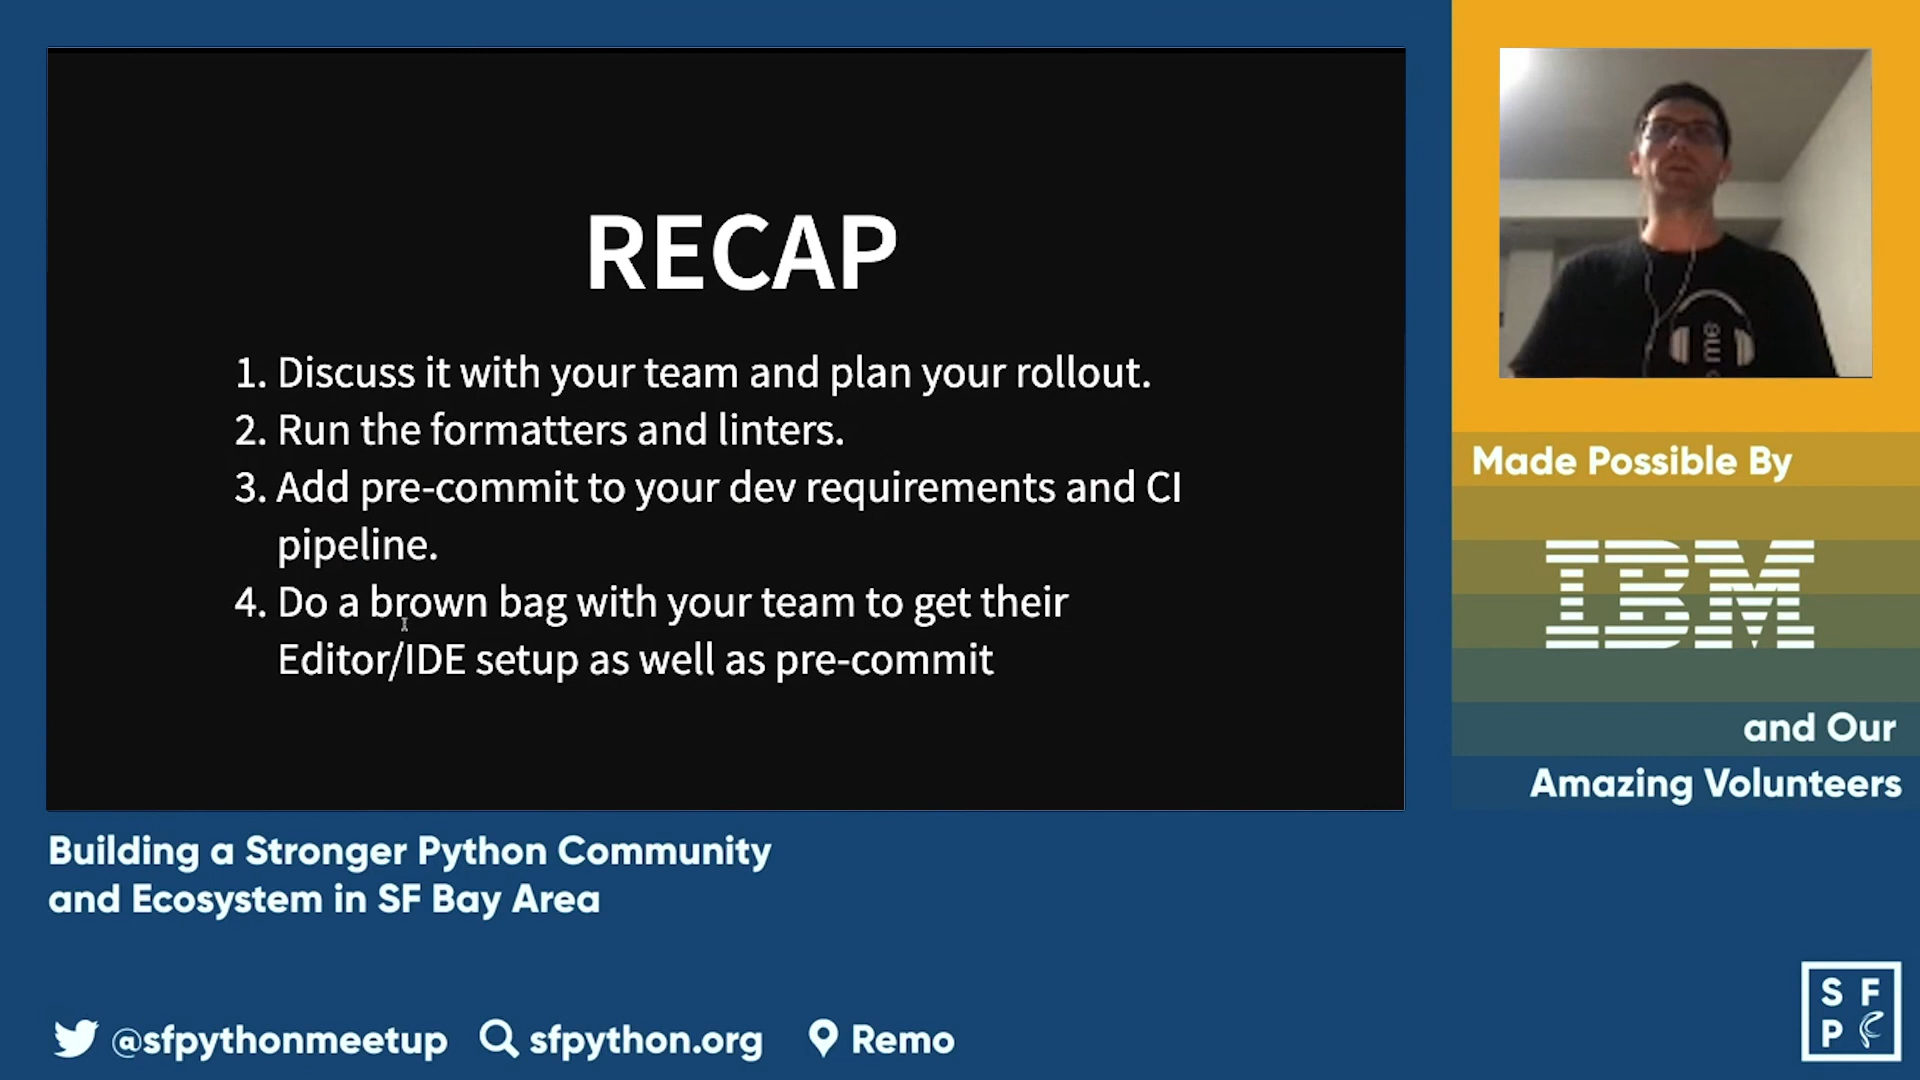 RECAP
1. Discuss it with your team and plan your rollout.
2. Run the formatters and linters.
3. Add pre-commit to your dev requirements and CI
pipeline.
4. Do a brown bag with your team to get their
Editor/IDE setup as well as pre-commit
me
Made Possible By
IBM
and Our
Amazing Volunteers
Building a Stronger Python Community
and Ecosystem in SF Bay Area
@sfpythonmeetup
sfpython.org
Remo
S F
P